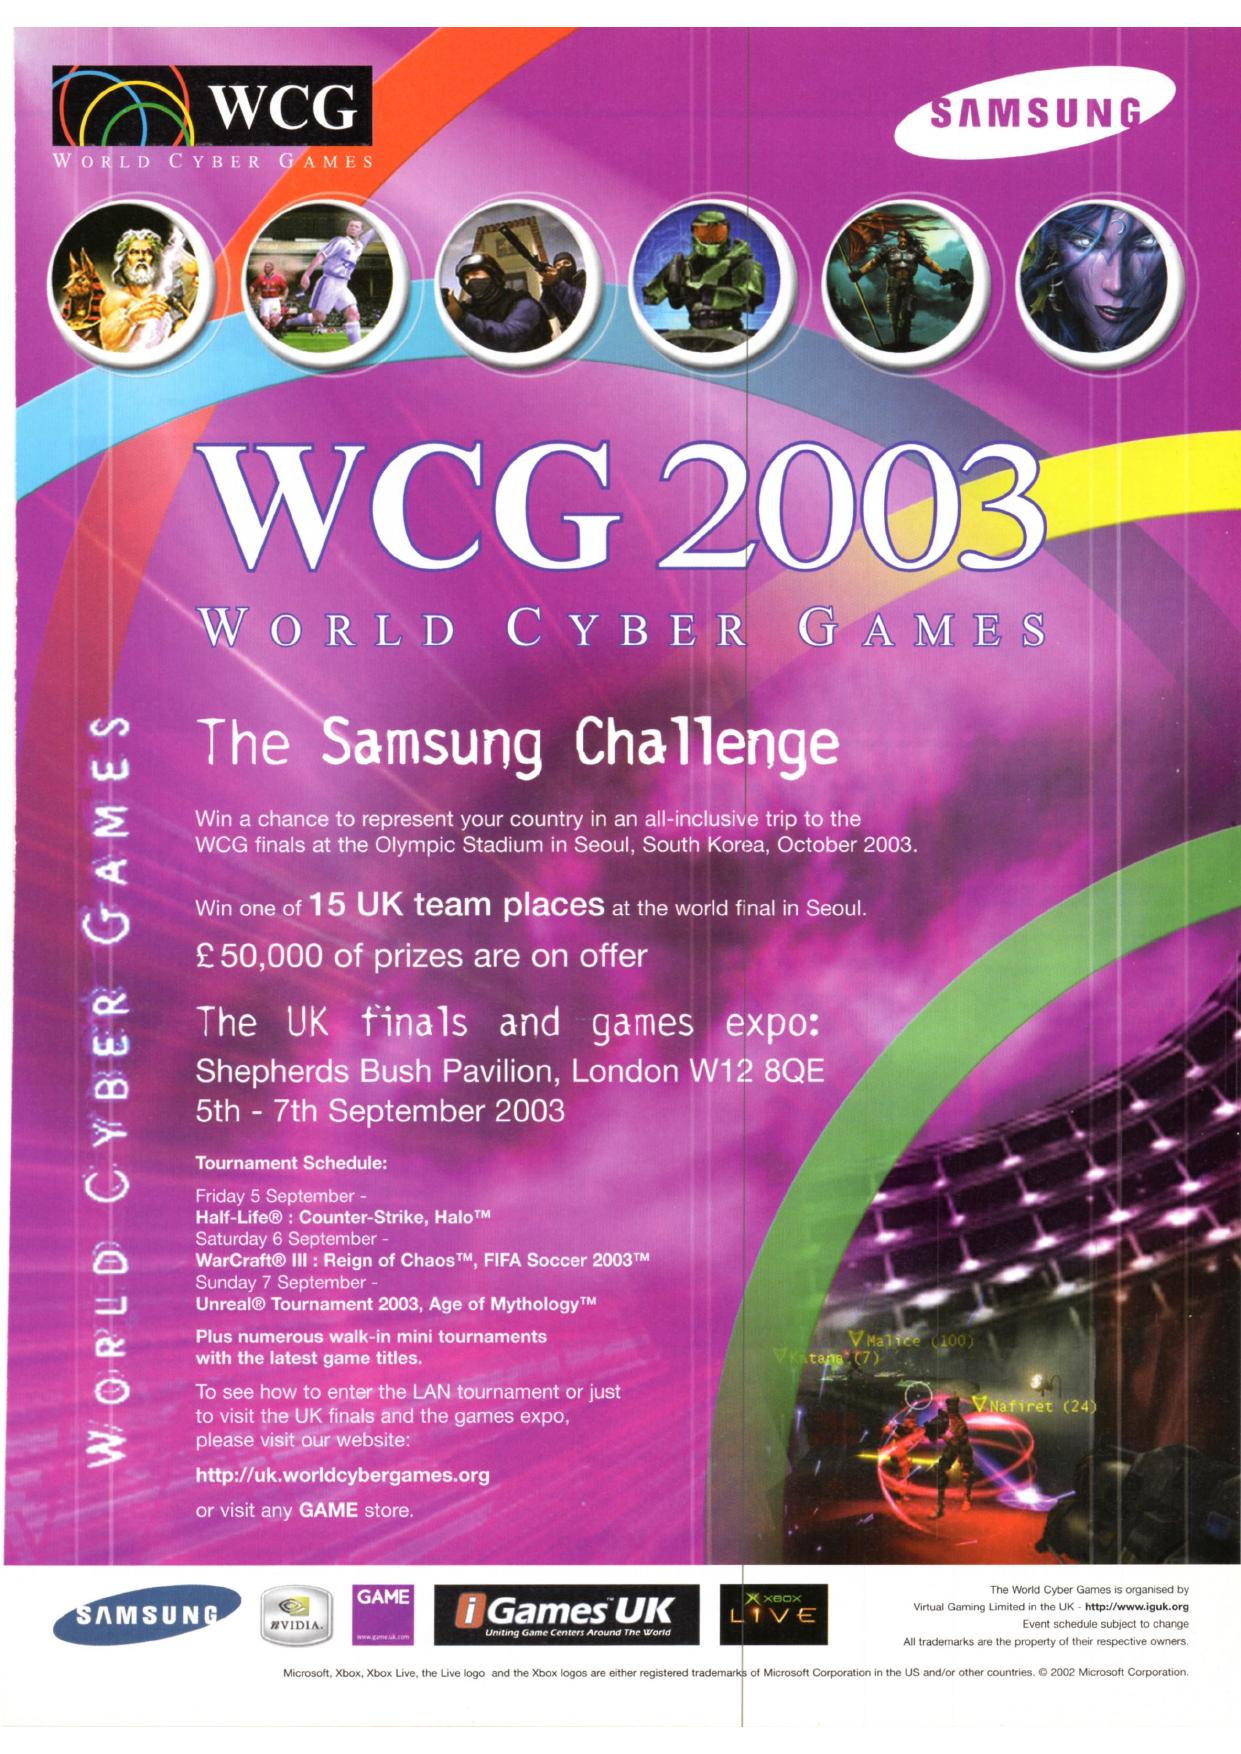 WCG
WORLD CYBER GAMES
SAMSUNG
WCG 2003
WORLD CYBER GAMES
WORLD CYBER GAMES
The Samsung Challenge
Win a chance to represent your country in an all-inclusive trip to the
WCG finals at the Olympic Stadium in Seoul, South Korea, October 2003.
Win one of 15 UK team places at the world final in Seoul.
£50,000 of prizes are on offer
The UK finals and games expo:
Shepherds Bush Pavilion, London W12 8QE
5th - 7th September 2003
Tournament Schedule:
Friday 5 September -
Half-Life® : Counter-Strike, Halo™
Saturday 6 September -
WarCraft® III : Reign of Chaos™, FIFA Soccer 2003™
Sunday 7 September -
Unreal® Tournament 2003, Age of Mythology™
Plus numerous walk-in mini tournaments
with the latest game titles.
To see how to enter the LAN tournament or just
to visit the UK finals and the games expo,
please visit our website:
http://uk.worldcybergames.org
or visit any GAME store.
Malice (100)
Katana (7)
Nafiret (24)
SAMSUNG
nVIDIA.
GAME
www.game.uk.com
iGames™ UK
Uniting Game Centers Around The World
XBOX
LIVE
The World Cyber Games is organised by
Virtual Gaming Limited in the UK - http://www.iguk.org
Event schedule subject to change
All trademarks are the property of their respective owners.
Microsoft, Xbox, Xbox Live, the Live logo and the Xbox logos are either registered trademarks of Microsoft Corporation in the US and/or other countries. © 2002 Microsoft Corporation.